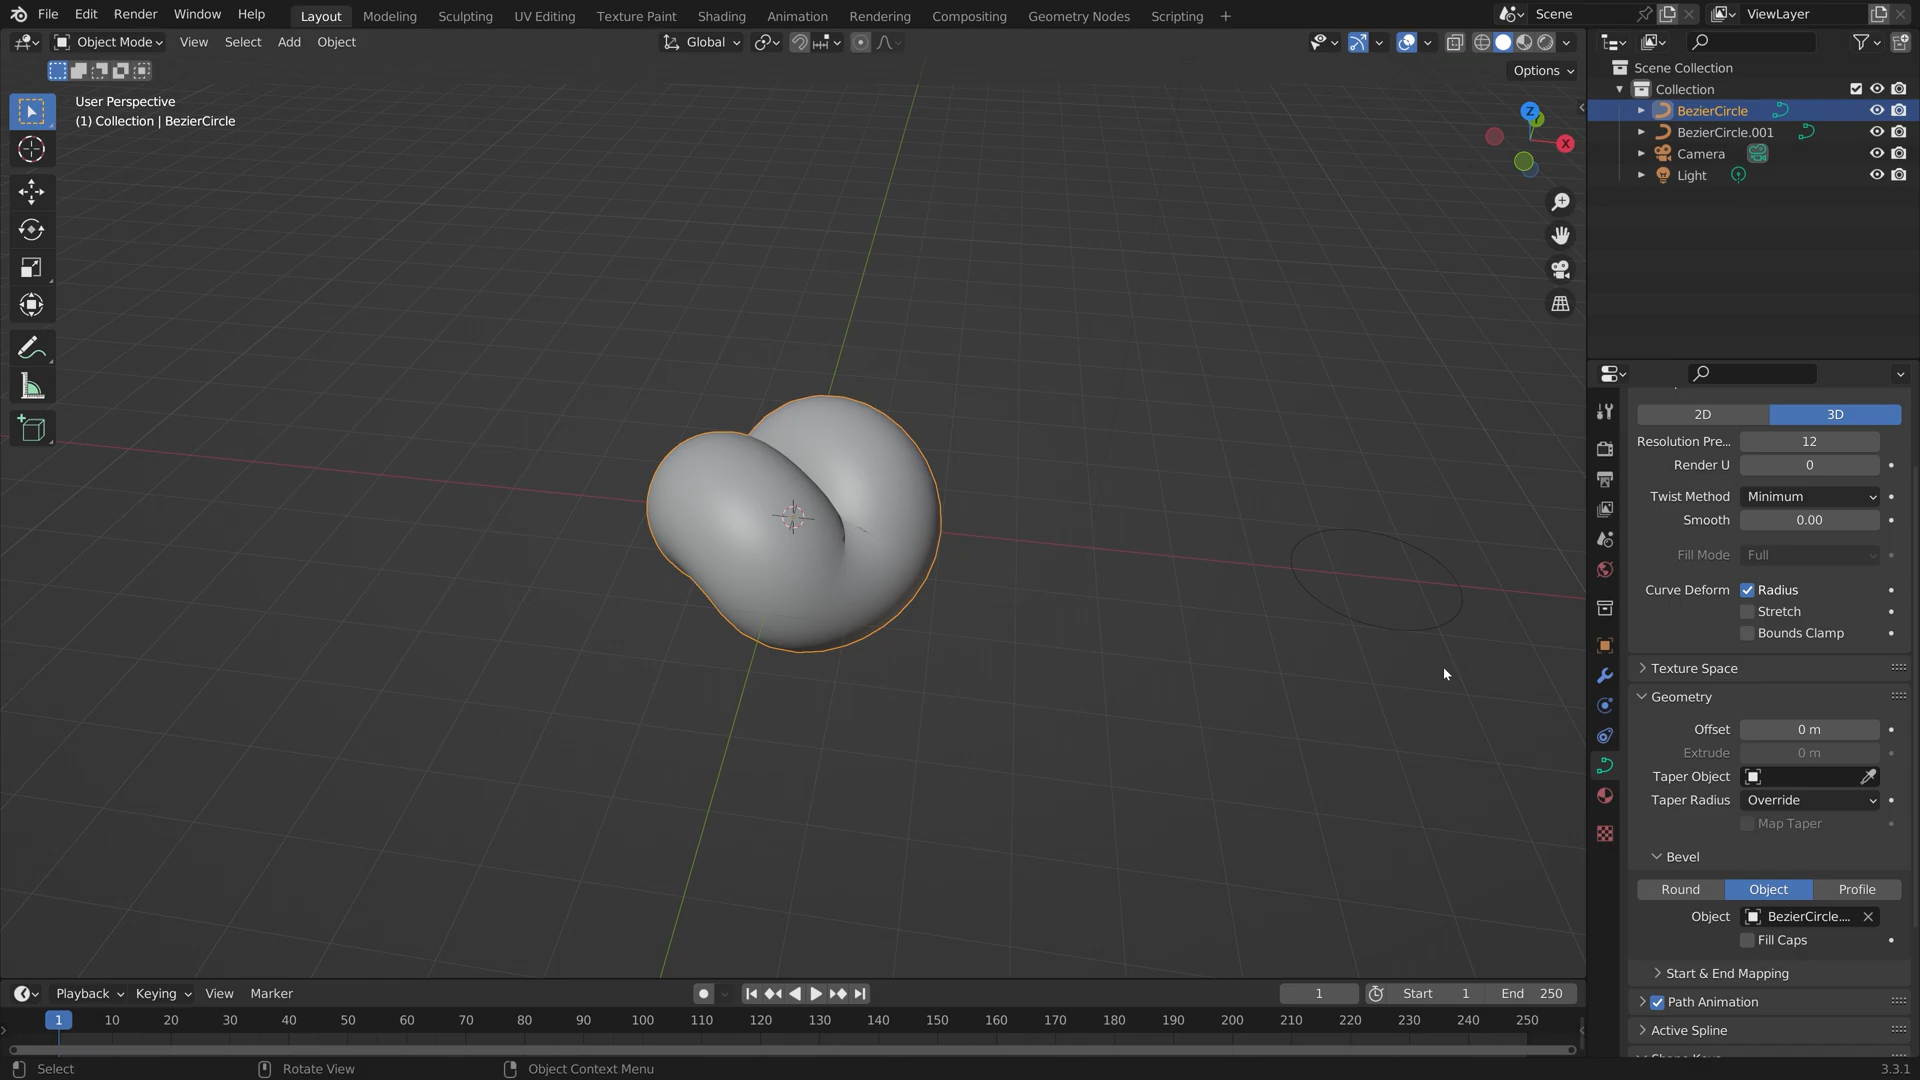 File Edit Render Window Help Layout Modeling Sculpting UV Editing Texture Paint Shading Animation Rendering Compositing Geometry Nodes Scripting + Scene ViewLayer
Object Mode View Select Add Object Global
Options
User Perspective
(1) Collection | BezierCircle
Z
X
Scene Collection
Collection
BezierCircle
BezierCircle.001
Camera
Light
2D 3D
Resolution Pre... 12
Render U 0
Twist Method Minimum
Smooth 0.00
Fill Mode Full
Curve Deform Radius
Stretch
Bounds Clamp
Texture Space
Geometry
Offset 0 m
Extrude 0 m
Taper Object
Taper Radius Override
Map Taper
Bevel
Round Object Profile
Object BezierCircle....
Fill Caps
Start & End Mapping
Path Animation
Active Spline
Playback Keying View Marker 1 Start 1 End 250
1 10 20 30 40 50 60 70 80 90 100 110 120 130 140 150 160 170 180 190 200 210 220 230 240 250
Select Rotate View Object Context Menu 3.3.1